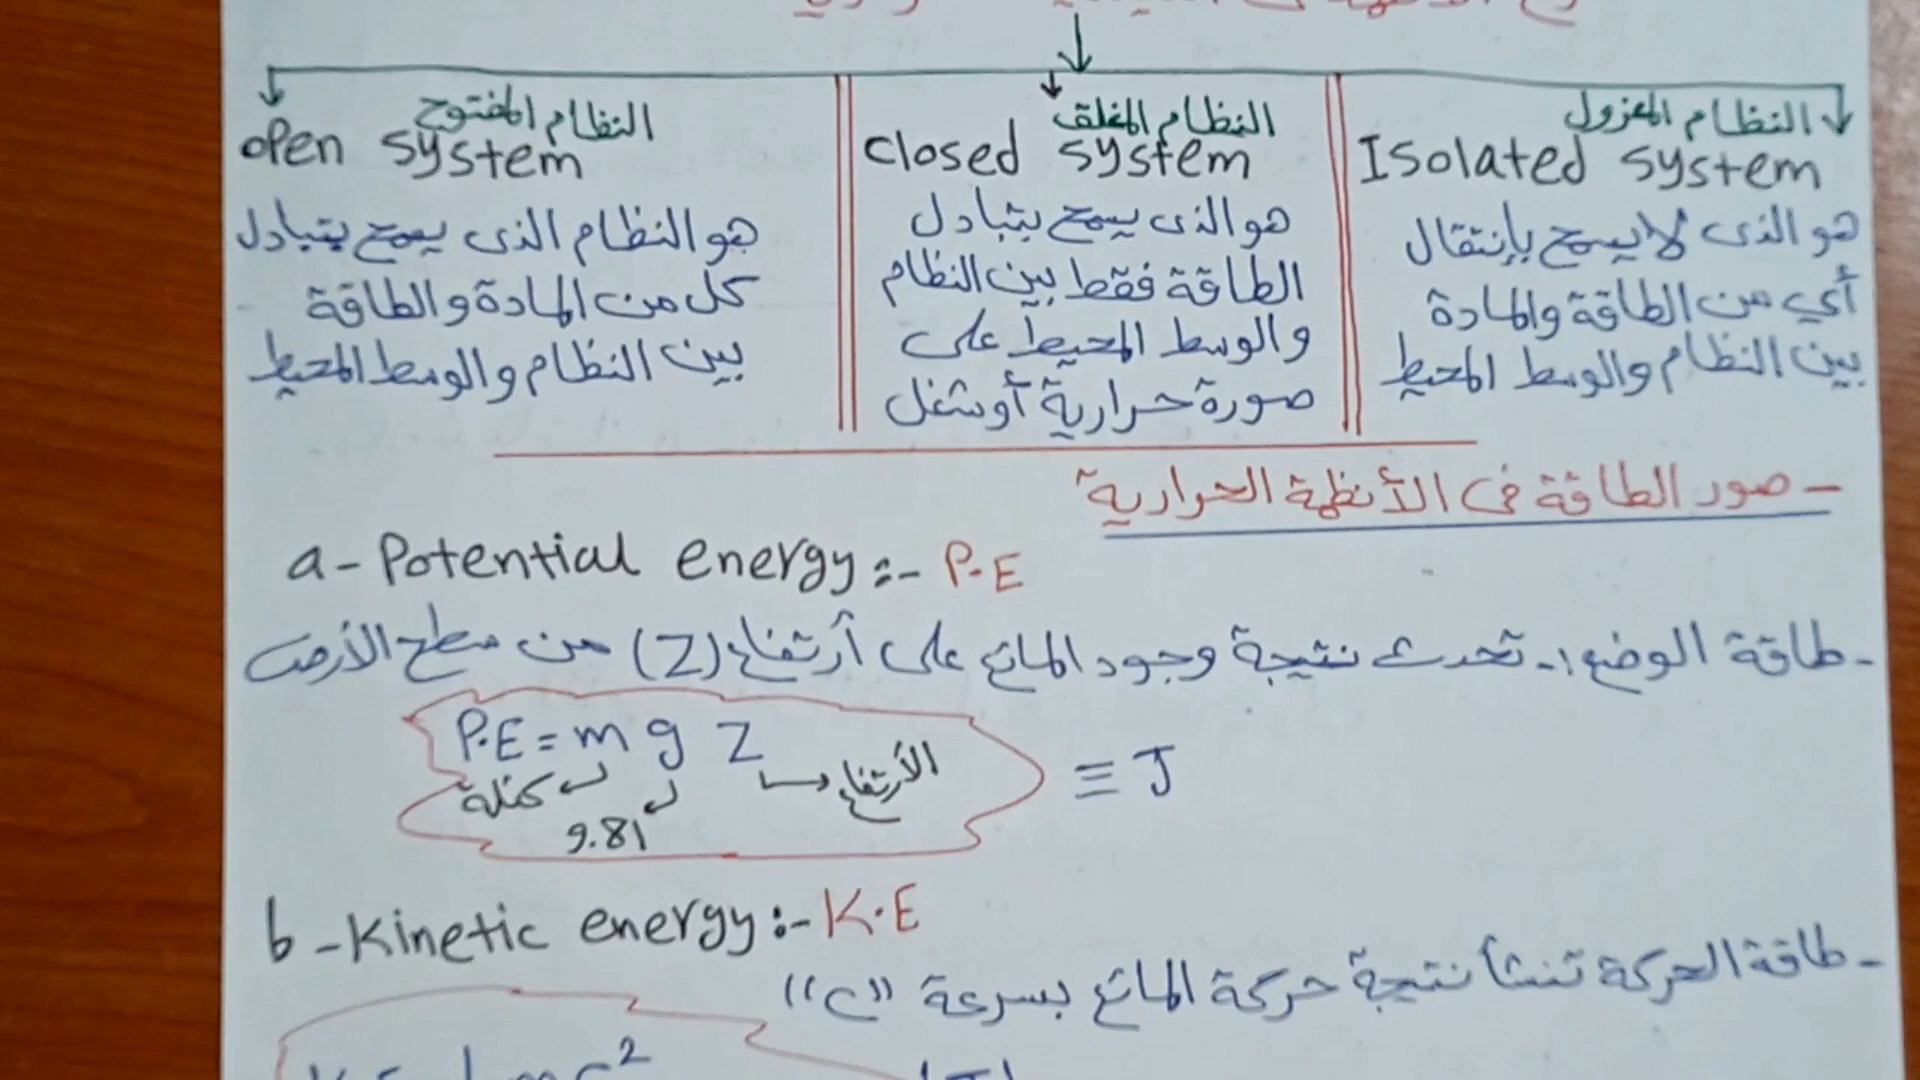 النظام المفتوح
open system
هو النظام الذى يسمح بتبادل
كل من المادة والطاقة
بين النظام والوسط المحيط
النظام المغلق
closed system
هو الذى يسمح بتبادل
الطاقة فقط بين النظام
والوسط المحيط على
صورة حرارية أو شغل
النظام المعزول
Isolated system
هو الذى لا يسمح بإنتقال
أي من الطاقة والمادة
بين النظام والوسط المحيط
- صور الطاقة فى الأنظمة الحرارية
a- Potential energy:- P.E
- طاقة الوضع :- تحدث نتيجة وجود المائع على أرتفاع (Z) من سطح الأرض
P.E = m g Z ≡ J
كتلة
9.81
الأرتفاع
b- Kinetic energy:- K.E
- طاقة الحركة تنشأ نتيجة حركة المائع بسرعة "C"